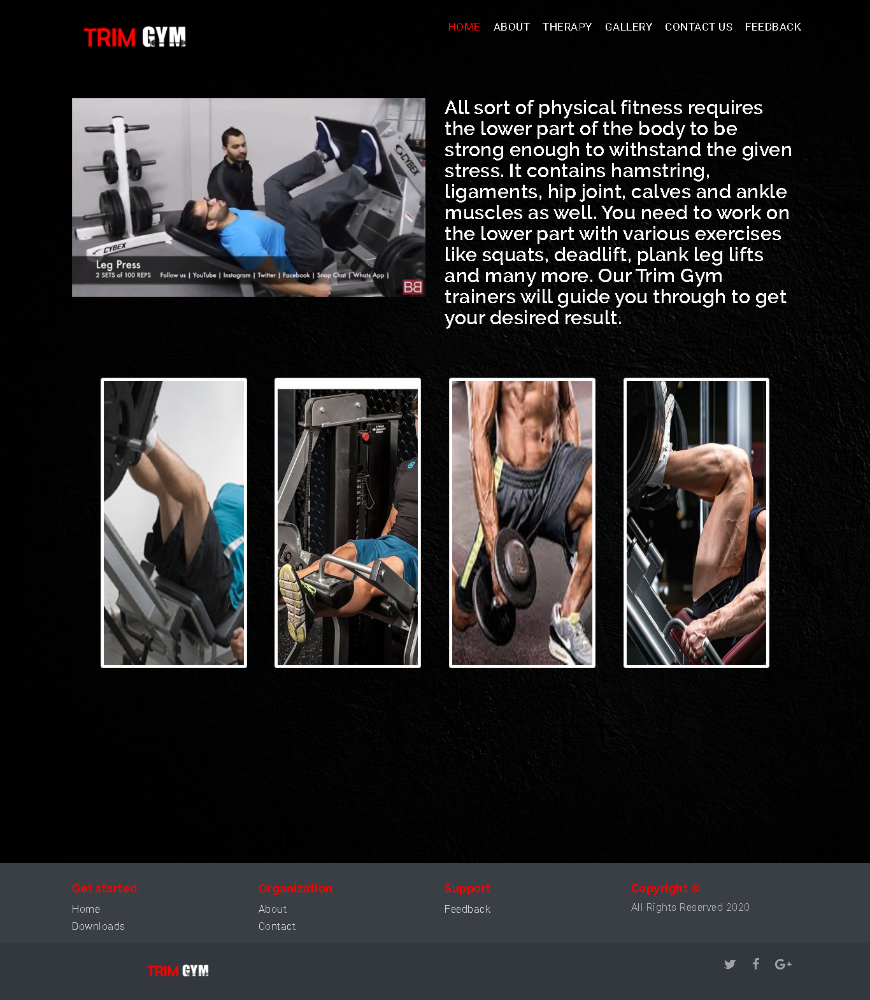 TRIM GYM
HOME ABOUT THERAPY GALLERY CONTACT US FEEDBACK
CYBEX
CYBEX
Leg Press
2 SETS of 100 REPS Follow us | YouTube | Instagram | Twitter | Facebook | Snap Chat | Whats App |
BB
All sort of physical fitness requires
the lower part of the body to be
strong enough to withstand the given
stress. It contains hamstring,
ligaments, hip joint, calves and ankle
muscles as well. You need to work on
the lower part with various exercises
like squats, deadlift, plank leg lifts
and many more. Our Trim Gym
trainers will guide you through to get
your desired result.
Get started
Home
Downloads
Organization
About
Contact
Support
Feedback
Copyright ©
All Rights Reserved 2020
TRIM GYM
G+